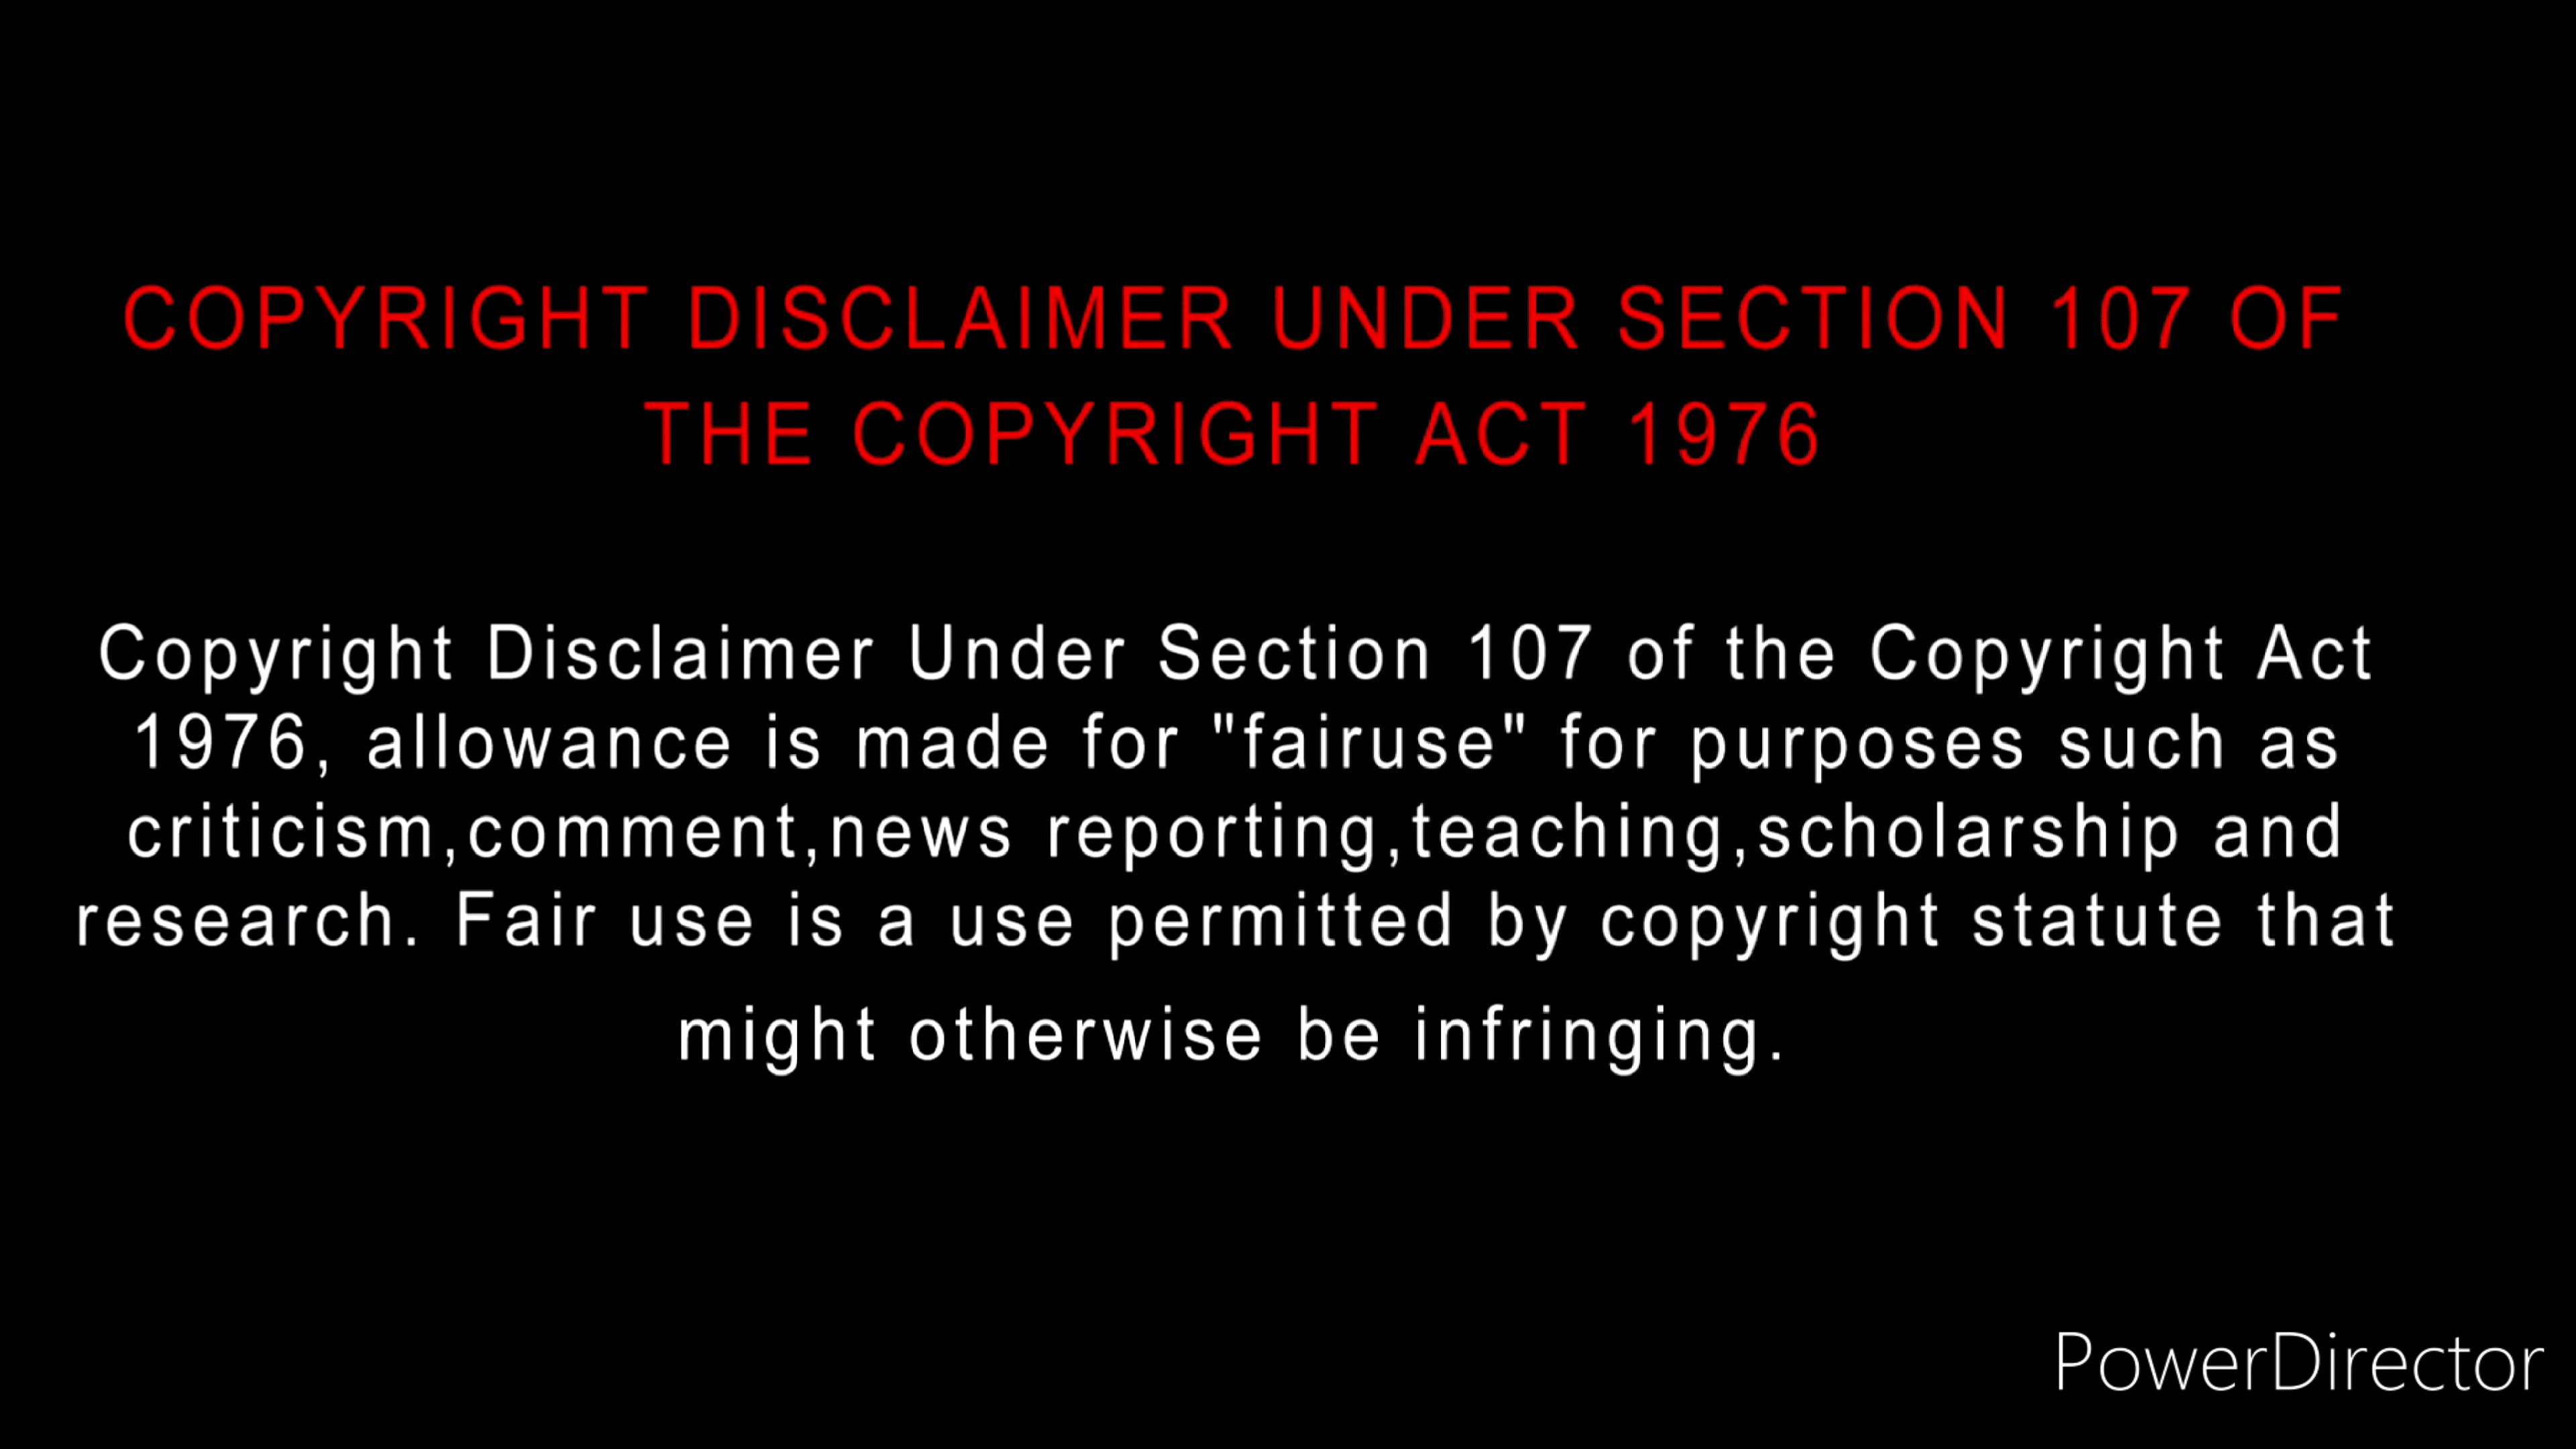 COPYRIGHT DISCLAIMER UNDER SECTION 107 OF
THE COPYRIGHT ACT 1976
Copyright Disclaimer Under Section 107 of the Copyright Act
1976, allowance is made for "fairuse" for purposes such as
criticism,comment,news reporting,teaching,scholarship and
research. Fair use is a use permitted by copyright statute that
might otherwise be infringing.
PowerDirector